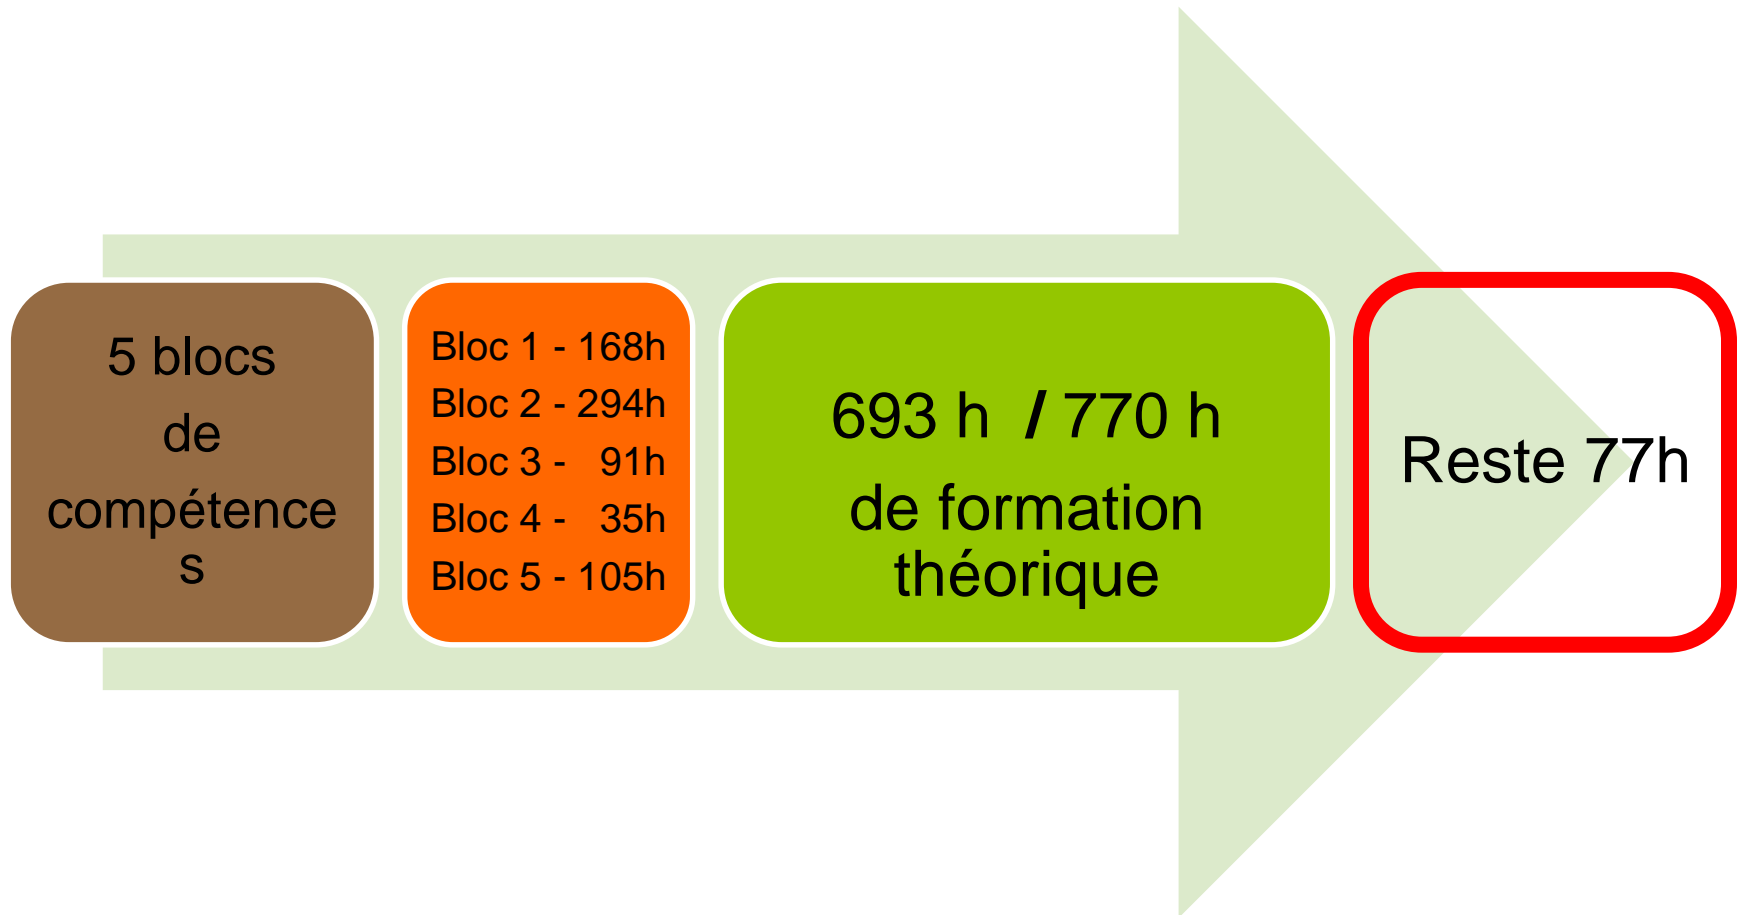 5 blocs
de
compétence
s
Bloc 1 - 168h
Bloc 2 - 294h
Bloc 3 -   91h
Bloc 4 -   35h
Bloc 5 - 105h
693 h  / 770 h
de formation
théorique
Reste 77h